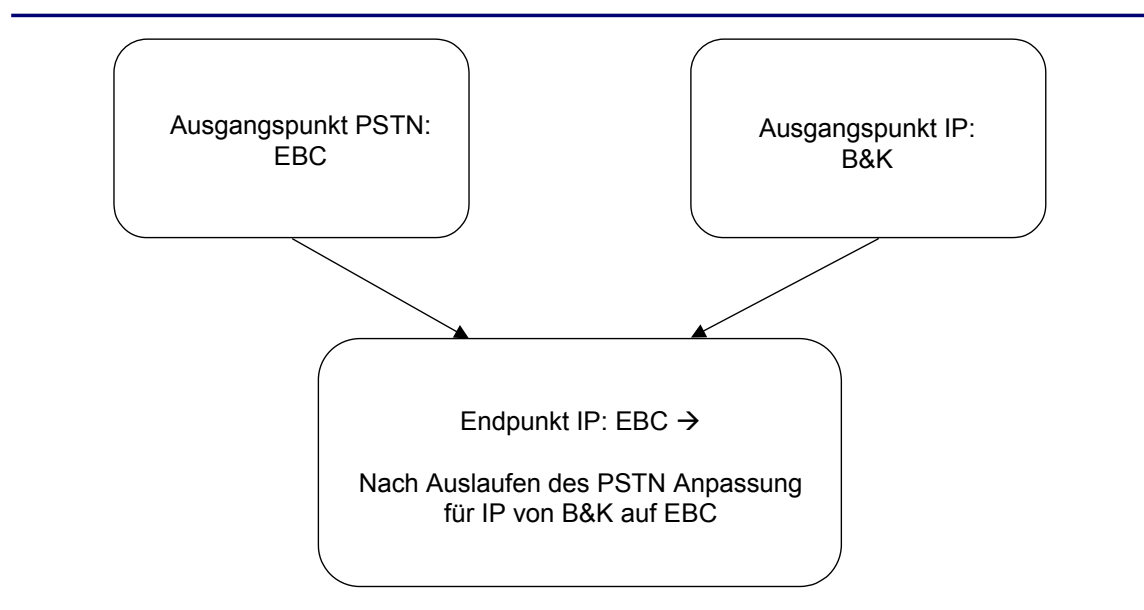 Ausgangspunkt PSTN:
EBC
Ausgangspunkt IP:
B&K
Endpunkt IP: EBC →
Nach Auslaufen des PSTN Anpassung
für IP von B&K auf EBC